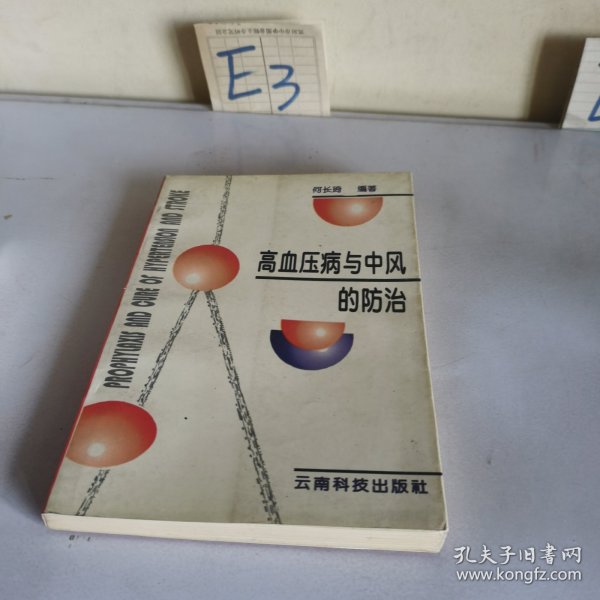 E3
何长路 编著
高血压病与中风
的防治
PROPHYLAXIS AND CURE OF HYPERTENSION AND STROKE
云南科技出版社
孔夫子旧书网
www.kongfz.com